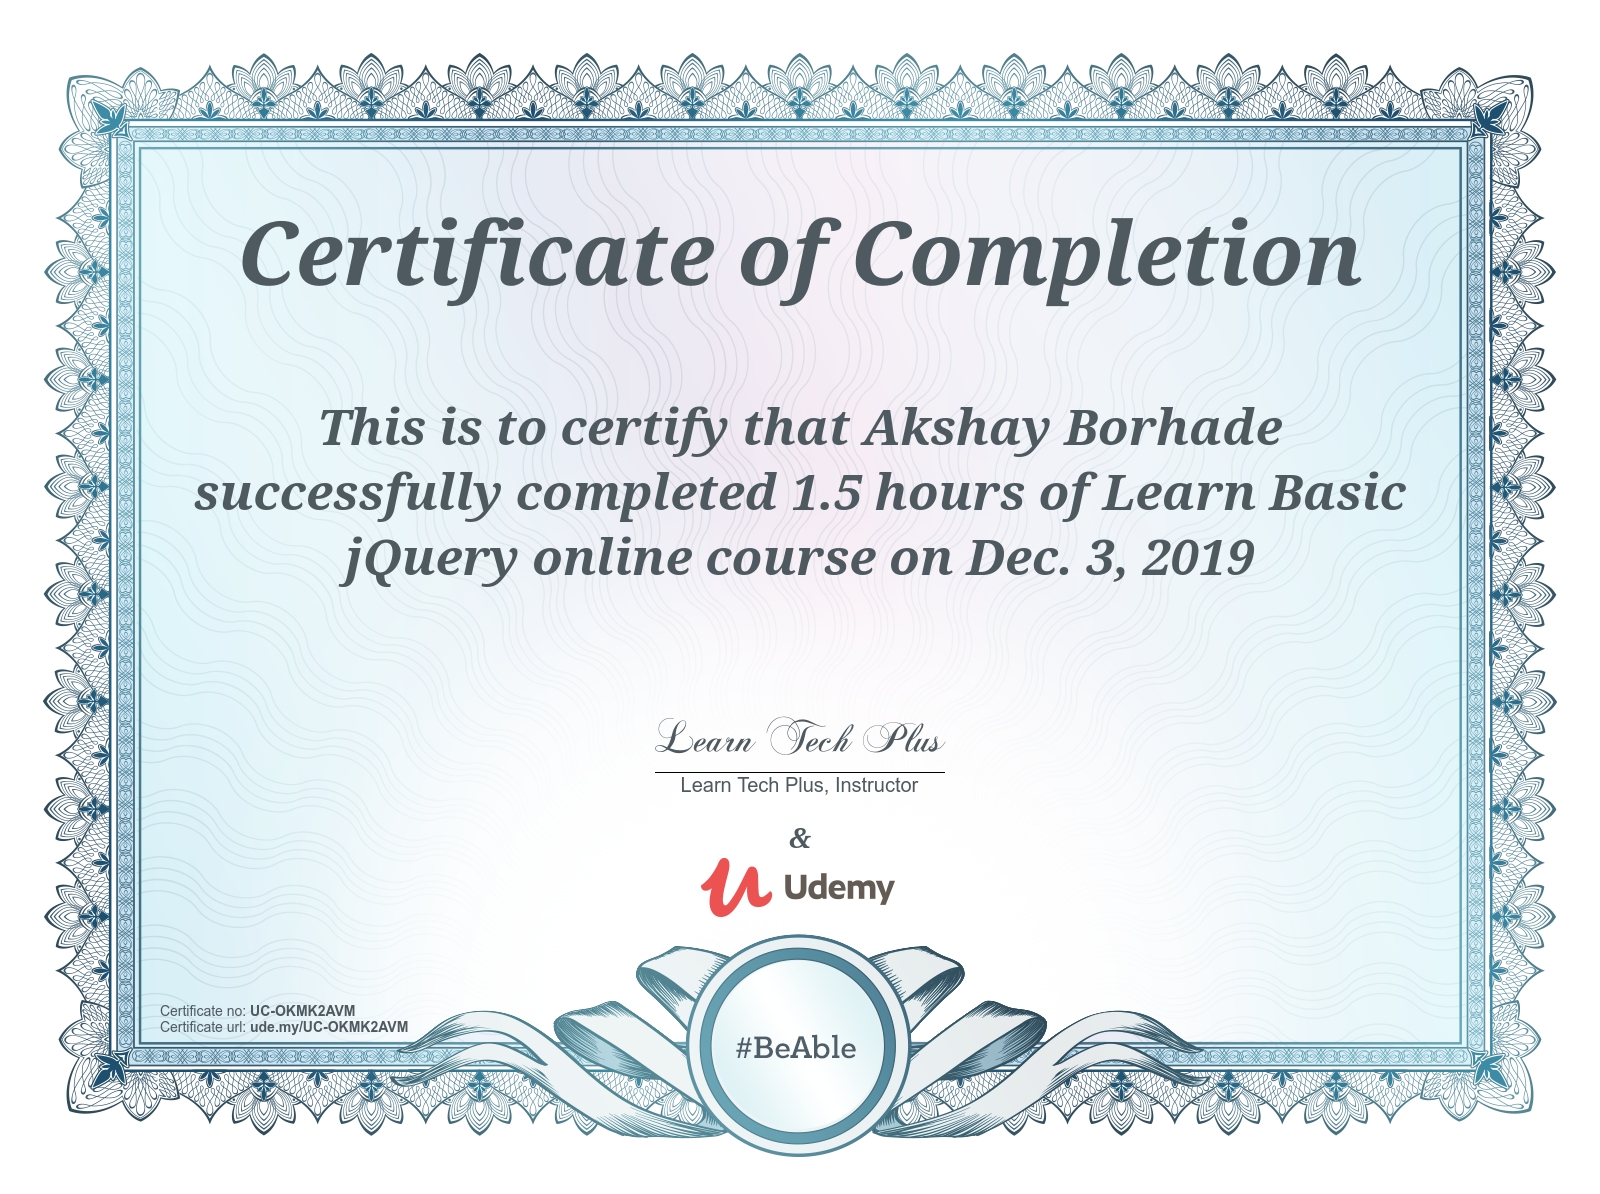 Certificate of Completion
This is to certify that Akshay Borhade
successfully completed 1.5 hours of Learn Basic
jQuery online course on Dec. 3, 2019
Learn Tech Plus
Learn Tech Plus, Instructor
&
Udemy
Certificate no: UC-OKMK2AVM
Certificate url: ude.my/UC-OKMK2AVM
#BeAble